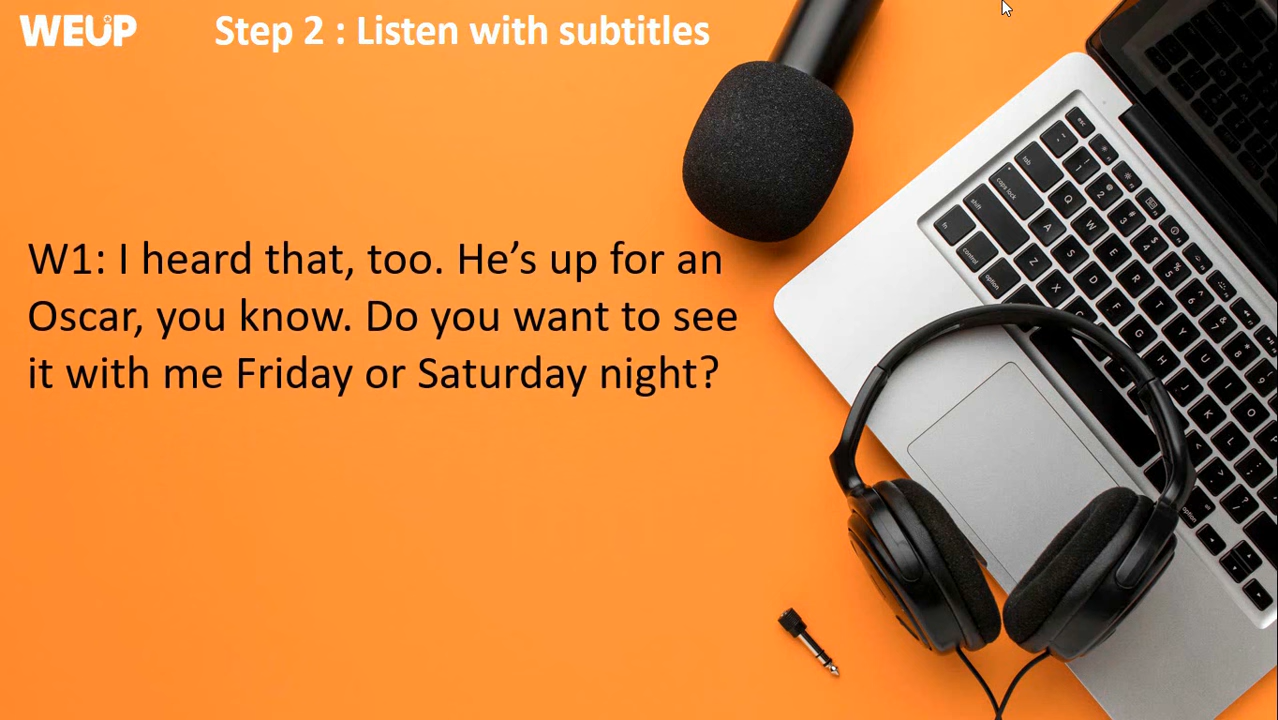 WEUP
Step 2 : Listen with subtitles
W1: I heard that, too. He’s up for an
Oscar, you know. Do you want to see
it with me Friday or Saturday night?